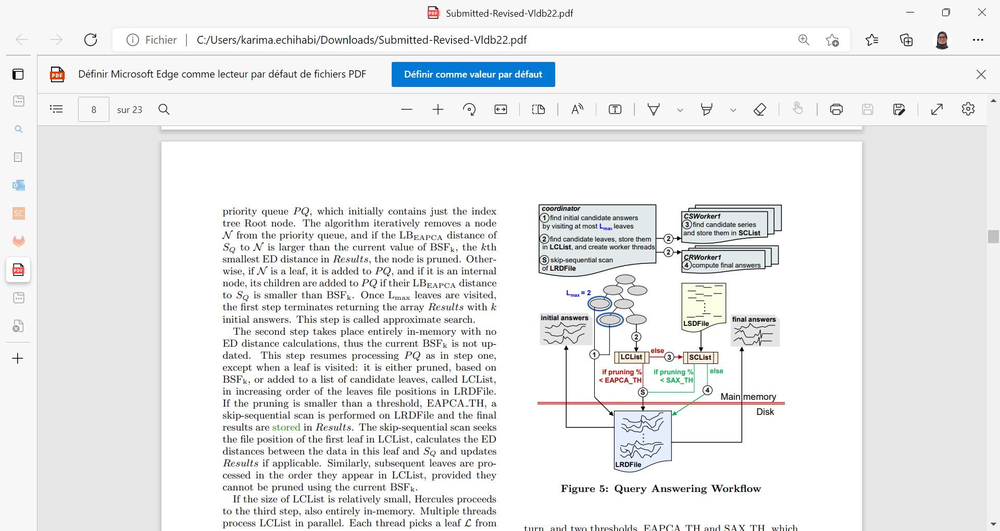 Submitted-Revised-Vldb22.pdf
Fichier
C:/Users/karima.echihabi/Downloads/Submitted-Revised-Vldb22.pdf
PDF
Définir Microsoft Edge comme lecteur par défaut de fichiers PDF
Définir comme valeur par défaut
8 sur 23
priority queue PQ, which initially contains just the index
tree Root node. The algorithm iteratively removes a node
N from the priority queue, and if the LBEAPCA distance of
SQ to N is larger than the current value of BSFk, the kth
smallest ED distance in Results, the node is pruned. Other-
wise, if N is a leaf, it is added to PQ, and if it is an internal
node, its children are added to PQ if their LBEAPCA distance
to SQ is smaller than BSFk. Once Lmax leaves are visited,
the first step terminates returning the array Results with k
initial answers. This step is called approximate search.
The second step takes place entirely in-memory with no
ED distance calculations, thus the current BSFk is not up-
dated. This step resumes processing PQ as in step one,
except when a leaf is visited: it is either pruned, based on
BSFk, or added to a list of candidate leaves, called LCList,
in increasing order of the leaves file positions in LRDFile.
If the pruning is smaller than a threshold, EAPCA_TH, a
skip-sequential scan is performed on LRDFile and the final
results are stored in Results. The skip-sequential scan seeks
the file position of the first leaf in LCList, calculates the ED
distances between the data in this leaf and SQ and updates
Results if applicable. Similarly, subsequent leaves are pro-
cessed in the order they appear in LCList, provided they
cannot be pruned using the current BSFk.
If the size of LCList is relatively small, Hercules proceeds
to the third step, also entirely in-memory. Multiple threads
process LCList in parallel. Each thread picks a leaf L from
coordinator
1 find initial candidate answers
by visiting at most Lmax leaves
2 find candidate leaves, store them
in LCList, and create worker threads
S skip-sequential scan
of LRDFile
2
2
CSWorker1
3 find candidate series
and store them in SCList
CRWorker1
4 compute final answers
Lmax = 2
initial answers
LSDFile
final answers
2
1
LCList
else
3
SCList
if pruning %
< EAPCA_TH
if pruning %
< SAX_TH
else
S
4
Main memory
Disk
LRDFile
Figure 5: Query Answering Workflow
turn, and two thresholds, EAPCA_TH and SAX_TH, which
SC
PDF